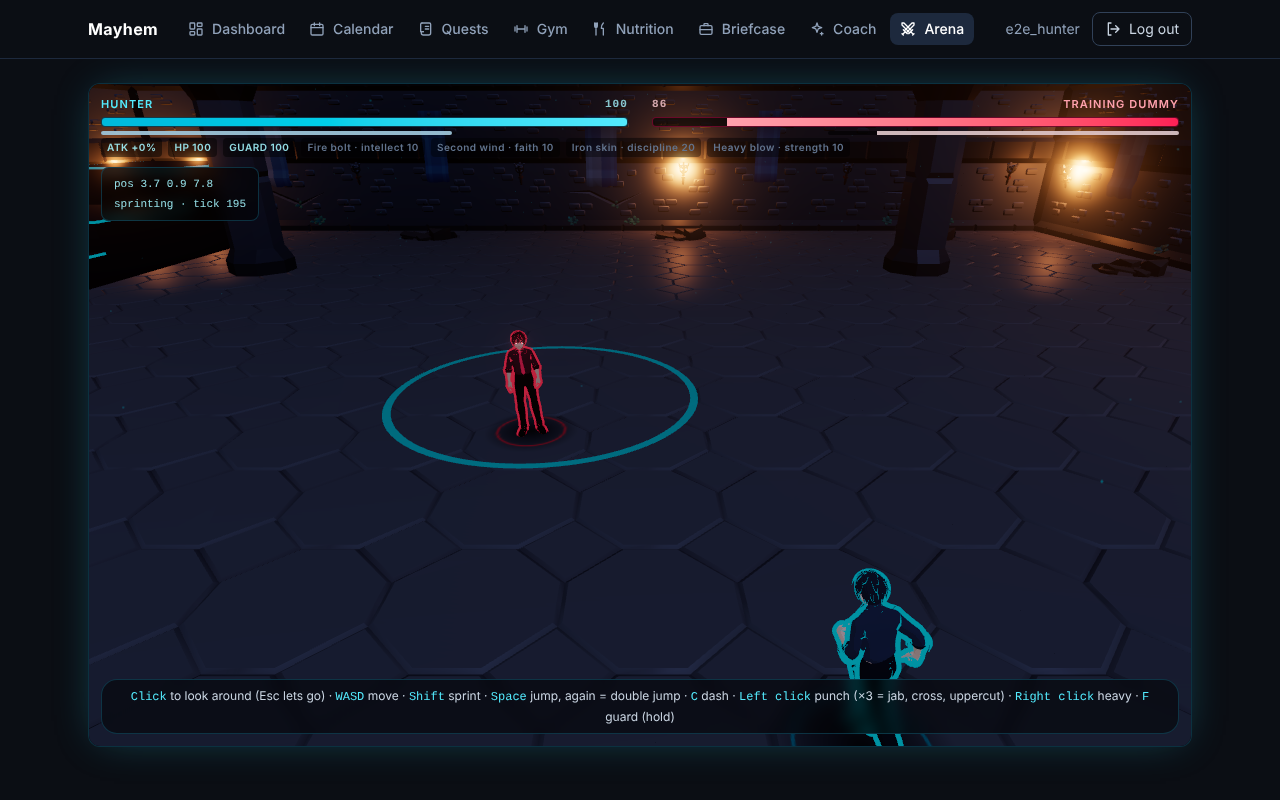 Mayhem Dashboard Calendar Quests Gym Nutrition Briefcase Coach Arena e2e_hunter Log out
HUNTER 100 86 TRAINING DUMMY
ATK +0% HP 100 GUARD 100 Fire bolt · intellect 10 Second wind · faith 10 Iron skin · discipline 20 Heavy blow · strength 10
pos 3.7 0.9 7.8
sprinting · tick 195
Click to look around (Esc lets go) · WASD move · Shift sprint · Space jump, again = double jump · C dash · Left click punch (×3 = jab, cross, uppercut) · Right click heavy · F
guard (hold)